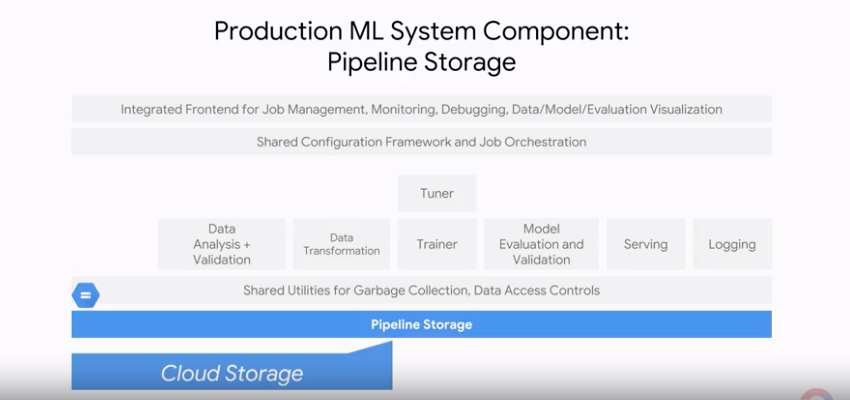 Production ML System Component:
Pipeline Storage
Integrated Frontend for Job Management, Monitoring, Debugging, Data/Model/Evaluation Visualization
Shared Configuration Framework and Job Orchestration
Tuner
Data
Analysis +
Validation
Data
Transformation
Trainer
Model
Evaluation and
Validation
Serving
Logging
Shared Utilities for Garbage Collection, Data Access Controls
Pipeline Storage
Cloud Storage